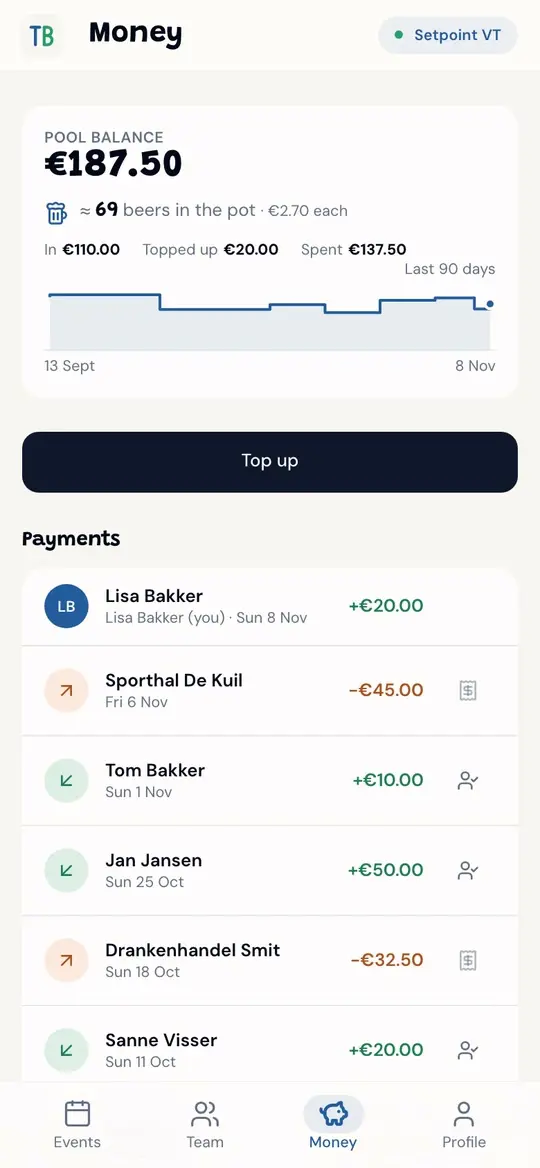 TB Money Setpoint VT
POOL BALANCE
€187.50
≈ 69 beers in the pot · €2.70 each
In €110.00 Topped up €20.00 Spent €137.50
Last 90 days
13 Sept 8 Nov
Top up
Payments
LB Lisa Bakker +€20.00
Lisa Bakker (you) · Sun 8 Nov
Sporthal De Kuil -€45.00
Fri 6 Nov
Tom Bakker +€10.00
Sun 1 Nov
Jan Jansen +€50.00
Sun 25 Oct
Drankenhandel Smit -€32.50
Sun 18 Oct
Sanne Visser +€20.00
Sun 11 Oct
Events Team Money Profile